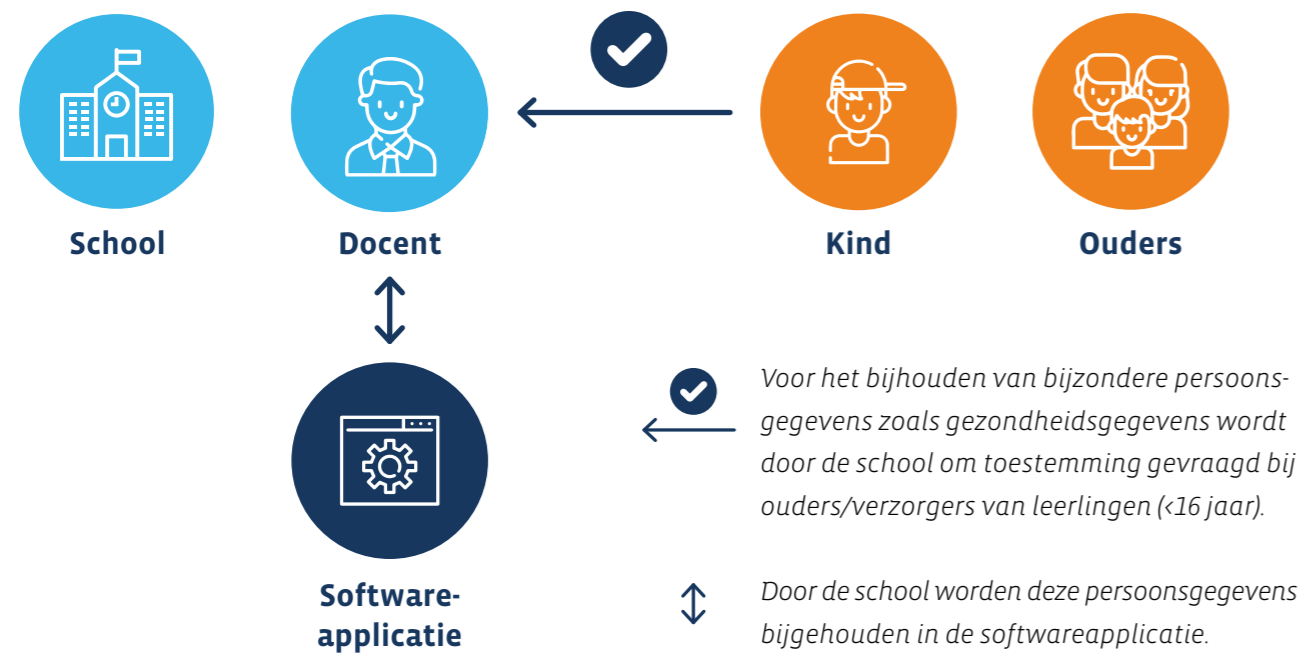 School
Docent
Kind
Ouders
Voor het bijhouden van bijzondere persoons-
gegevens zoals gezondheidsgegevens wordt
door de school om toestemming gevraagd bij
ouders/verzorgers van leerlingen (<16 jaar).
Software-
applicatie
Door de school worden deze persoonsgegevens
bijgehouden in de softwareapplicatie.